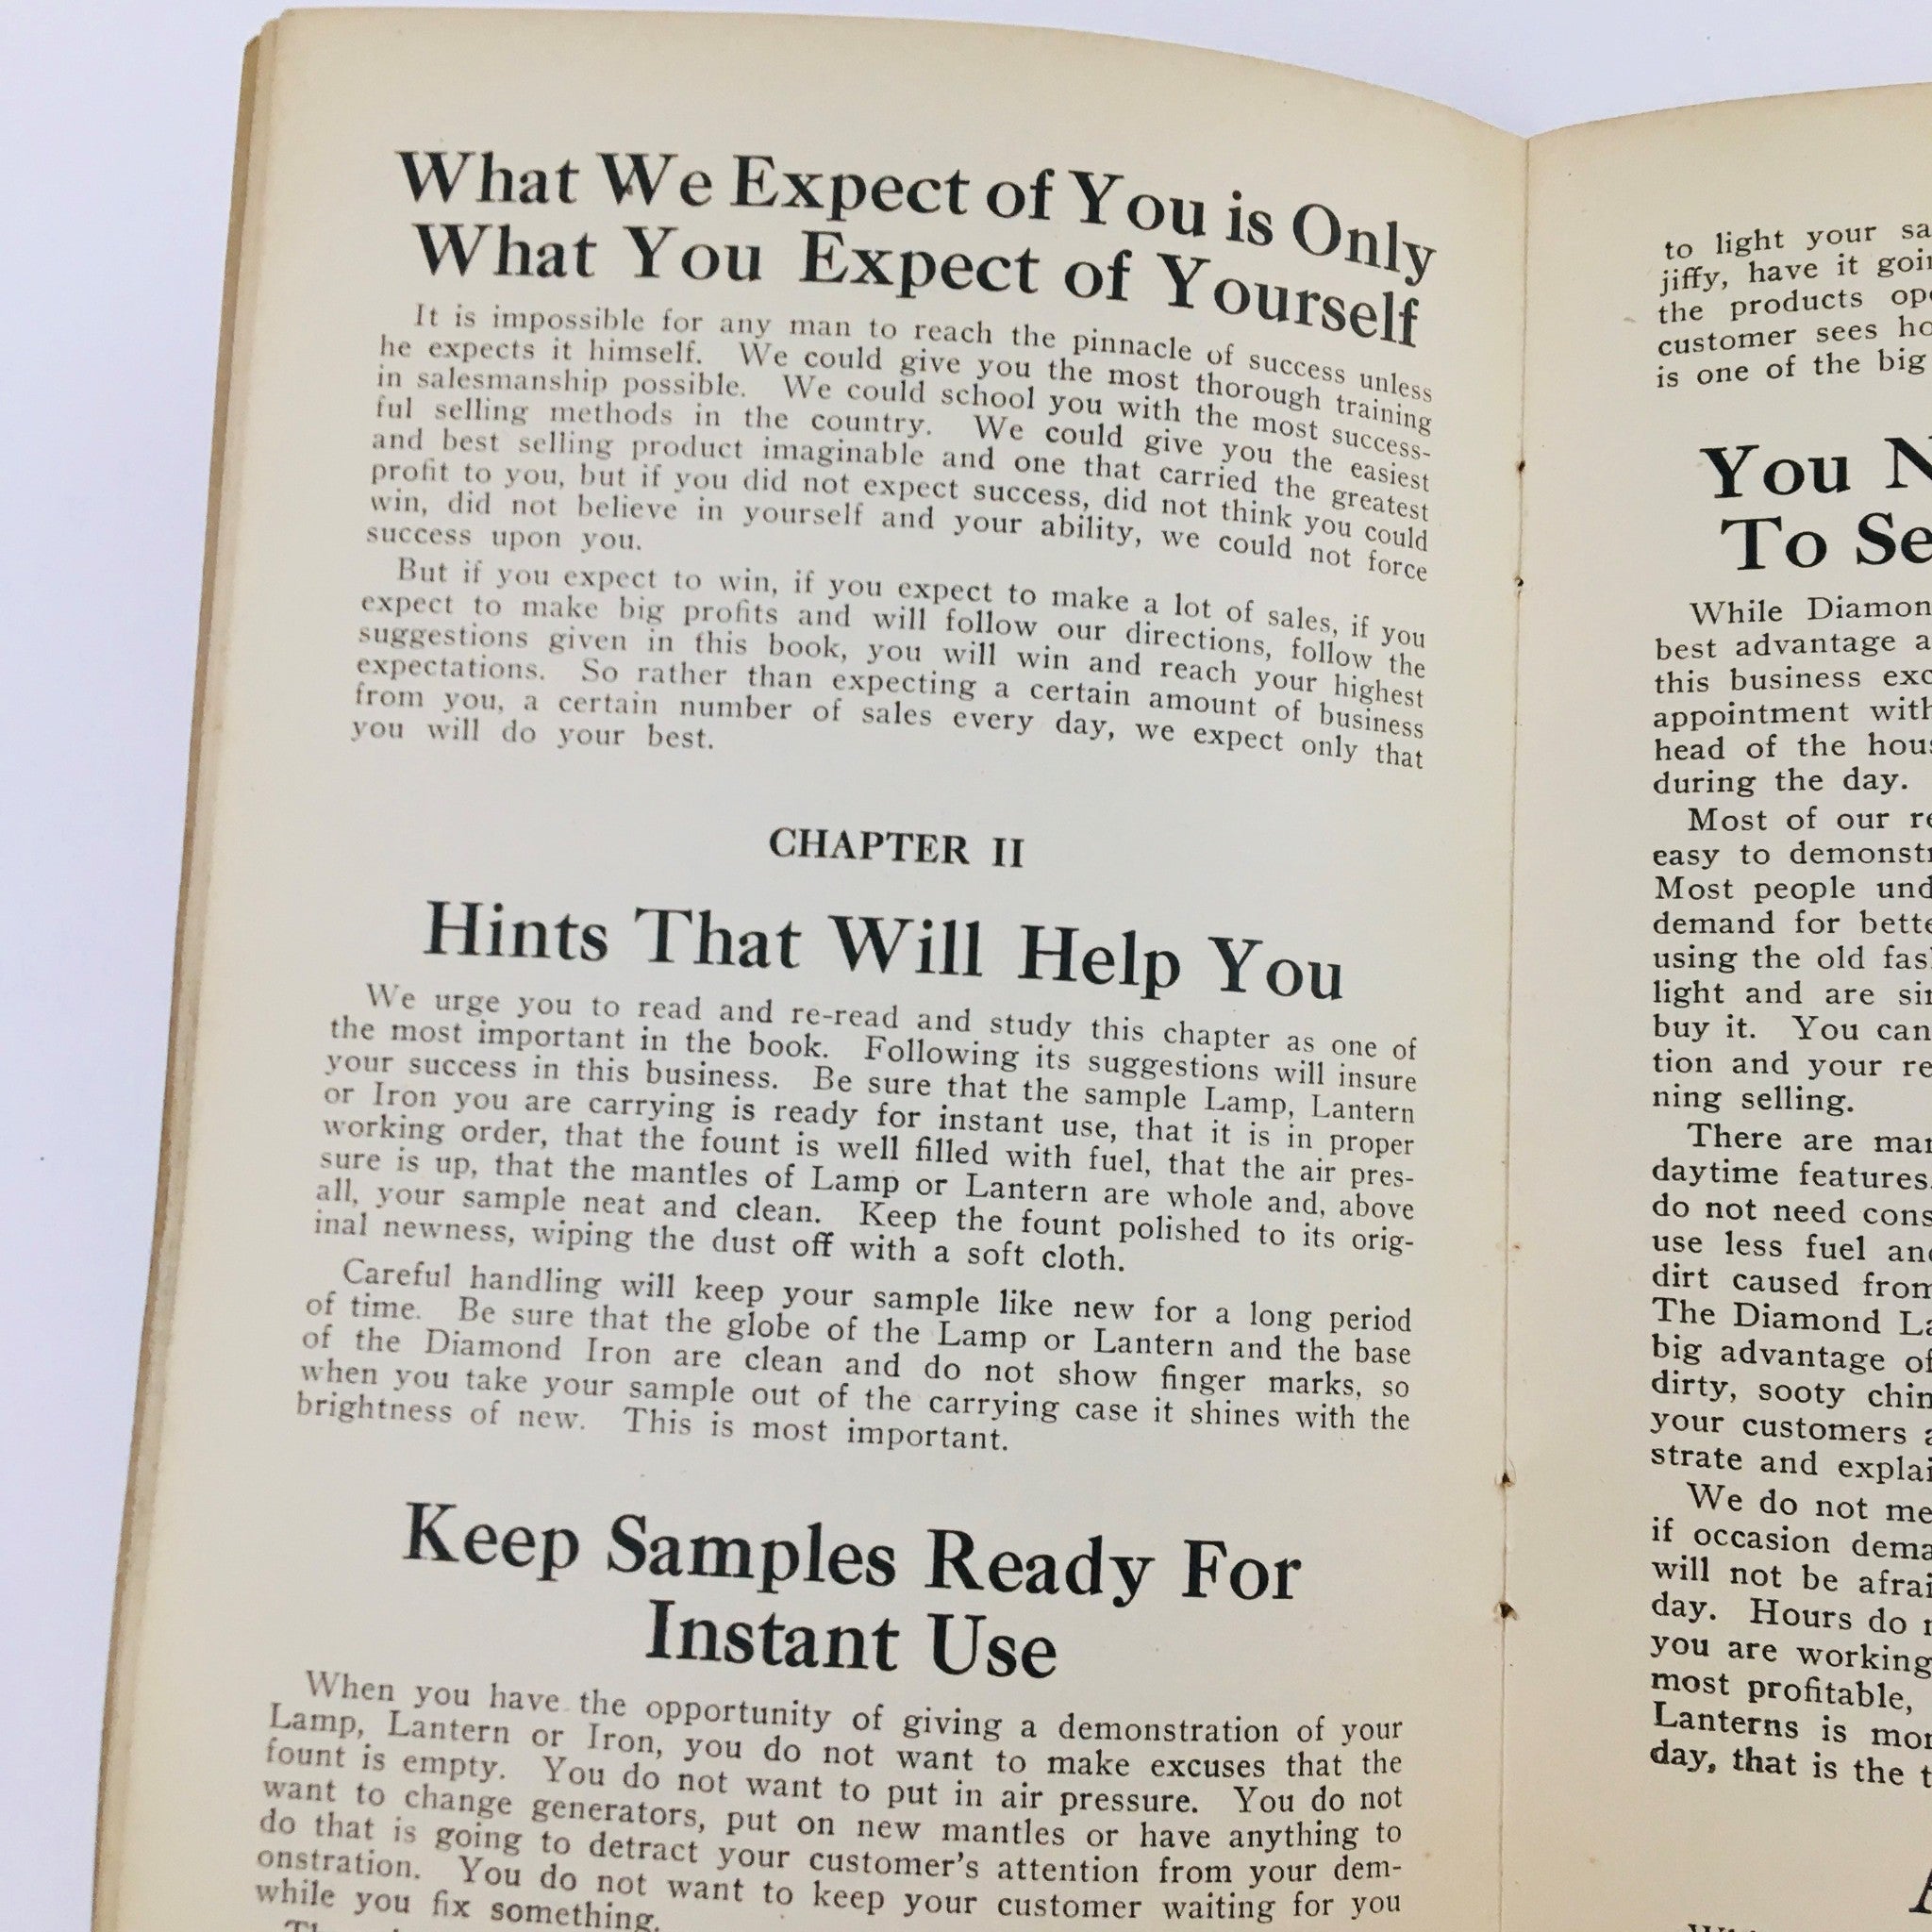 What We Expect of You is Only
What You Expect of Yourself
It is impossible for any man to reach the pinnacle of success unless
he expects it himself. We could give you the most thorough training
in salesmanship possible. We could school you with the most success-
ful selling methods in the country. We could give you the easiest
and best selling product imaginable and one that carried the greatest
profit to you, but if you did not expect success, did not think you could
win, did not believe in yourself and your ability, we could not force
success upon you.
But if you expect to win, if you expect to make a lot of sales, if you
expect to make big profits and will follow our directions, follow the
suggestions given in this book, you will win and reach your highest
expectations. So rather than expecting a certain amount of business
from you, a certain number of sales every day, we expect only that
you will do your best.
CHAPTER II
Hints That Will Help You
We urge you to read and re-read and study this chapter as one of
the most important in the book. Following its suggestions will insure
your success in this business. Be sure that the sample Lamp, Lantern
or Iron you are carrying is ready for instant use, that it is in proper
working order, that the fount is well filled with fuel, that the air pres-
sure is up, that the mantles of Lamp or Lantern are whole and, above
all, your sample neat and clean. Keep the fount polished to its orig-
inal newness, wiping the dust off with a soft cloth.
Careful handling will keep your sample like new for a long period
of time. Be sure that the globe of the Lamp or Lantern and the base
of the Diamond Iron are clean and do not show finger marks, so
when you take your sample out of the carrying case it shines with the
brightness of new. This is most important.
Keep Samples Ready For
Instant Use
When you have the opportunity of giving a demonstration of your
Lamp, Lantern or Iron, you do not want to make excuses that the
fount is empty. You do not want to put in air pressure. You do not
want to change generators, put on new mantles or have anything to
do that is going to detract your customer's attention from your dem-
onstration. You do not want to keep your customer waiting for you
while you fix something.
to light your
jiffy, have it
the products
customer sees
is one of the big
You
To
While
best advantage
this business
appointment
head of the
during the day.
Most of our
easy to
Most people
demand for
using the old
light and are
buy it. You can
tion and your
ning selling.
There are
daytime features.
do not need
use less fuel
dirt caused from
The Diamond
big advantage of
dirty, sooty
your customers
strate and
We do not
if occasion
will not be
day. Hours do
you are working
most profitable,
Lanterns is
day, that is the